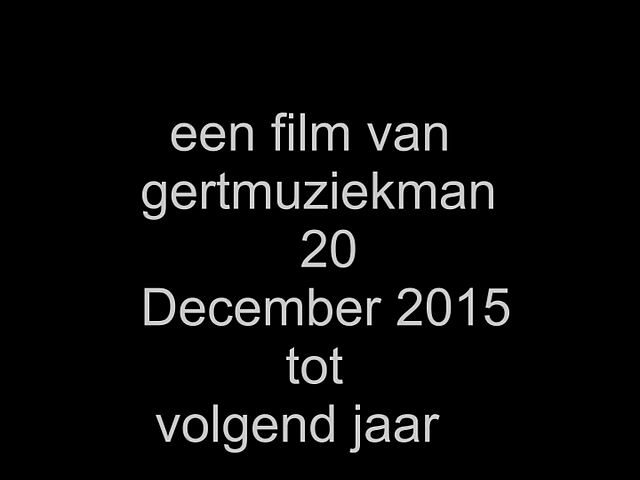 een film van
gertmuziekman
20
December 2015
tot
volgend jaar